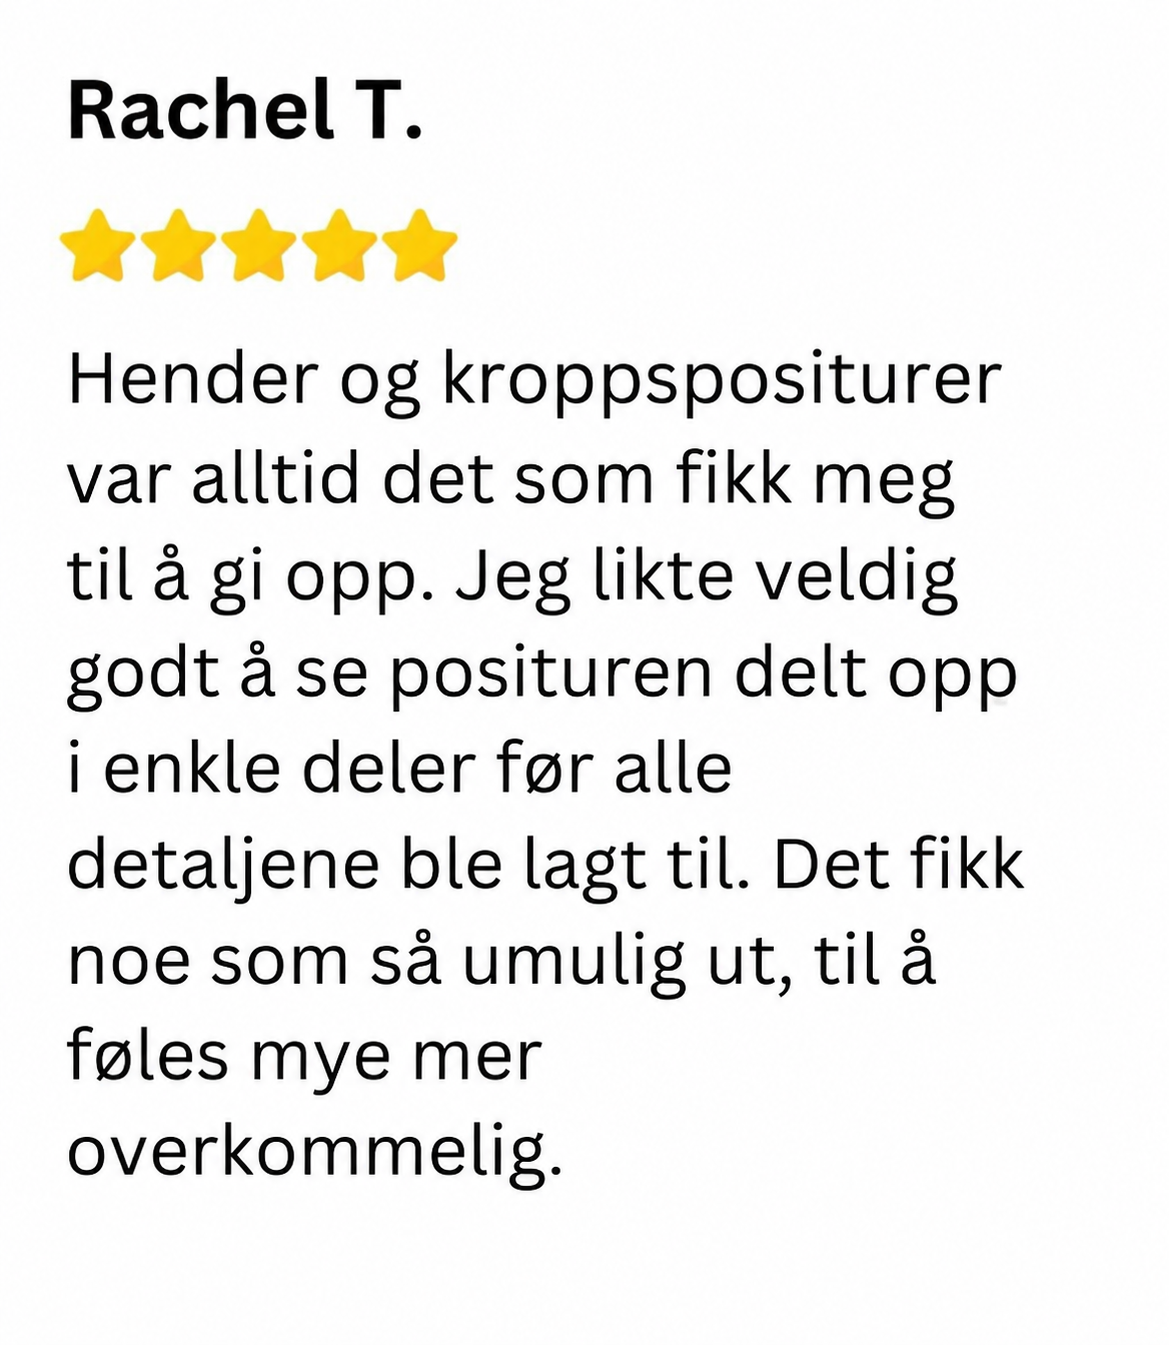 Rachel T.
Hender og kroppspositurer
var alltid det som fikk meg
til å gi opp. Jeg likte veldig
godt å se posituren delt opp
i enkle deler før alle
detaljene ble lagt til. Det fikk
noe som så umulig ut, til å
føles mye mer
overkommelig.